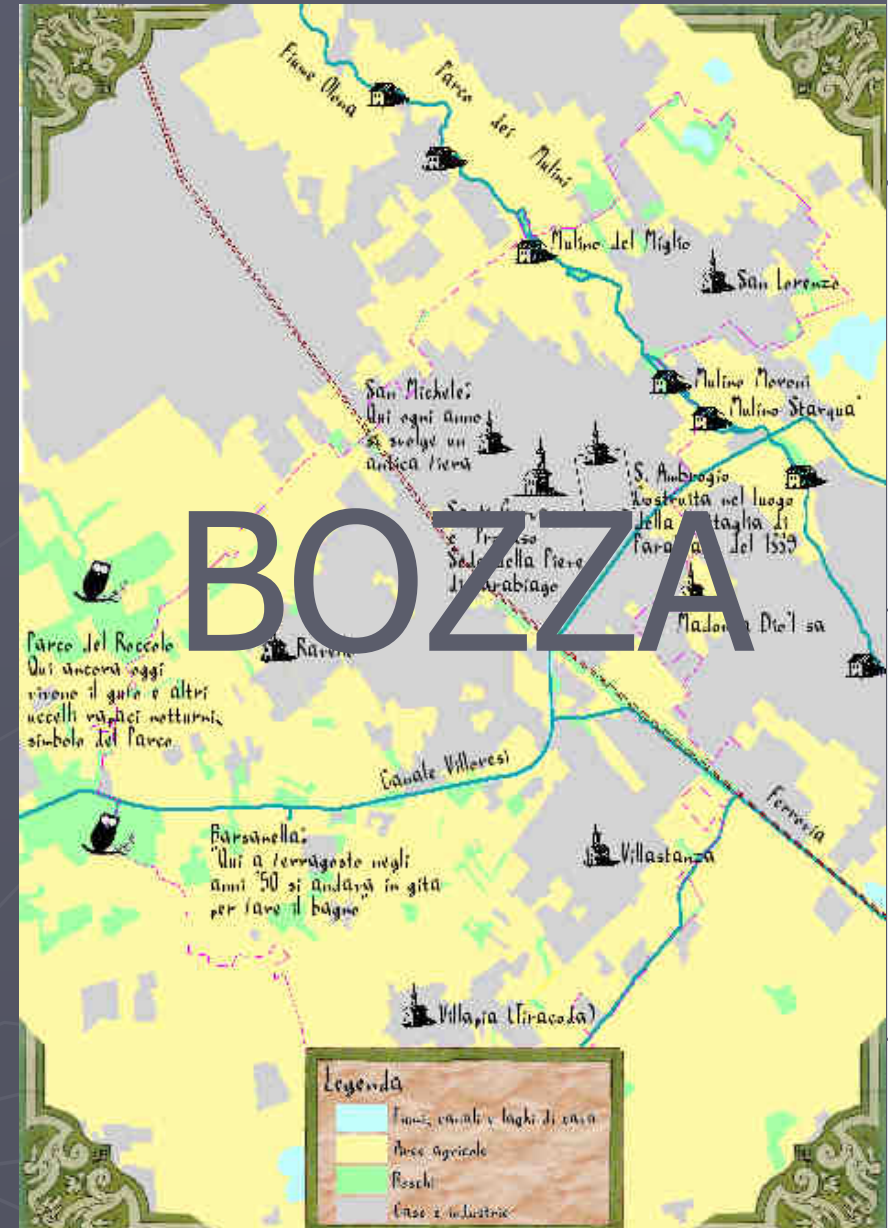 Fiume Olona
Parco dei Mulini
Mulino del Miglio
San Lorenzo
Mulino Moroni
Mulino Starqua'
San Michele:
Qui ogni anno
si svolge un
antica fiera
S. Ambrogio
Costruita nel luogo
della
di
del 1339
e
Sede della Pieve
di Parabiago
BOZZA
Madonna Dio'l sa
Parco del Roccolo
Qui ancora oggi
vivono il gufo e altri
uccelli rapaci notturni,
simbolo del Parco
Canale Villoresi
Ferrovia
Barsanella:
"Qui a ferragosto negli
anni '50 si andava in gita
per fare il bagno"
Villastanza
Villapia (Tiracoda)
Legenda
Fiumi, canali e laghi di cava
Aree agricole
Boschi
Case e industrie